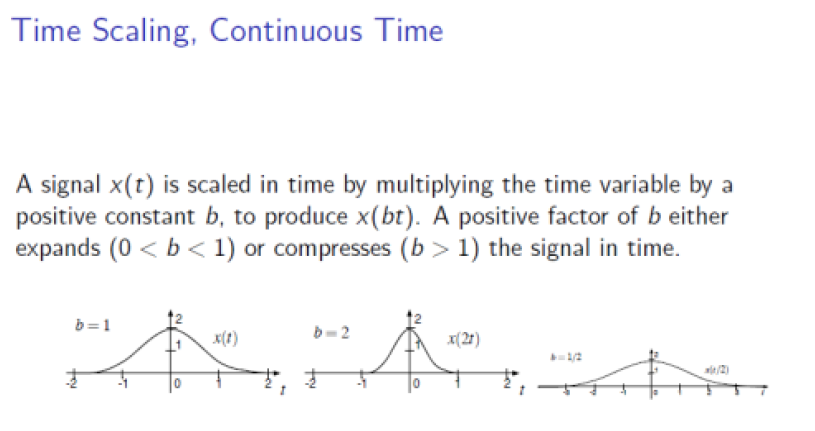 Time Scaling, Continuous Time
A signal x(t) is scaled in time by multiplying the time variable by a
positive constant b, to produce x(bt). A positive factor of b either
expands (0 < b < 1) or compresses (b > 1) the signal in time.
b = 1
2
1
x(t)
-2
-1
0
1
2
t
b = 2
2
1
x(2t)
-2
-1
0
1
2
t
b = 1/2
2
1
x(t/2)
-1
0
t